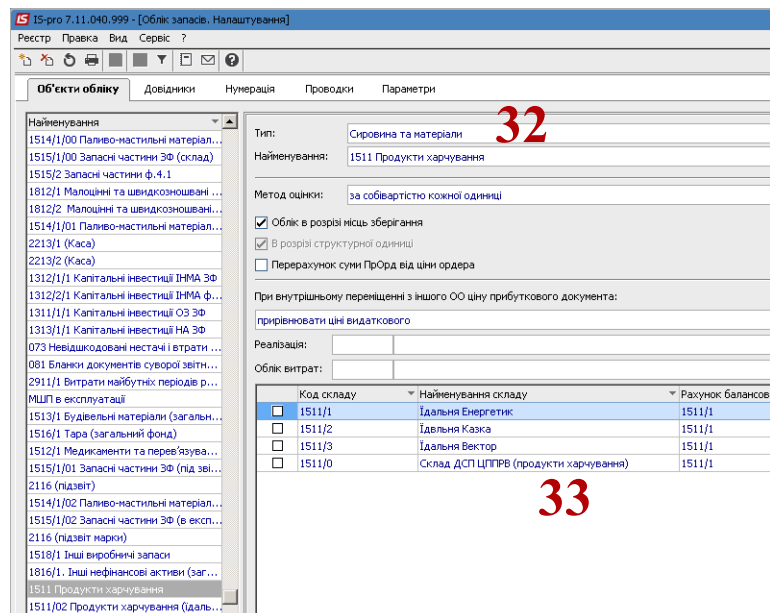 IS-pro 7.11.040.999 - [Облік запасів. Налаштування]
Реєстр Правка Вид Сервіс ?
Об'єкти обліку Довідники Нумерація Проводки Параметри
Найменування
1514/1/00 Паливо-мастильні матеріал...
1515/1/00 Запасні частини ЗФ (склад)
1515/2 Запасні частини ф.4.1
1812/1 Малоцінні та швидкозношвані ...
1812/2 Малоцінні та швидкозношвані...
1514/1/01 Паливо-мастильні матеріал...
2213/1 (Каса)
2213/2 (Каса)
1312/1/1 Капітальні інвестиції ІНМА ЗФ
1312/2/1 Капітальні інвестиції ІНМА ф...
1311/1/1 Капітальні інвестиції ОЗ ЗФ
1313/1/1 Капітальні інвестиції НА ЗФ
073 Невідшкодовані нестачі і втрати ...
081 Бланки документів суворої звітн...
2911/1 Витрати майбутніх періодів р...
МШП в експлуатації
1513/1 Будівельні матеріали (загальн...
1516/1 Тара (загальний фонд)
1512/1 Медикаменти та перев'язува...
1515/1/01 Запасні частини ЗФ (під зві...
2116 (підзвіт)
1514/1/02 Паливо-мастильні матеріал...
1515/1/02 Запасні частини ЗФ (в експ...
2116 (підзвіт марки)
1518/1 Інші виробничі запаси
1816/1. Інші нефінансові активи (заг...
1511 Продукти харчування
1511/02 Продукти харчування (їдаль...
Тип: Сировина та матеріали
32
Найменування: 1511 Продукти харчування
Метод оцінки: за собівартістю кожної одиниці
Облік в розрізі місць зберігання
В розрізі структурної одиниці
Перерахунок суми ПрОрд від ціни ордера
При внутрішньому переміщенні з іншого ОО ціну прибуткового документа:
прирівнювати ціні видаткового
Реалізація:
Облік витрат:
Код складу Найменування складу Рахунок балансов
1511/1 Їдальня Енергетик 1511/1
1511/2 Їдвльня Казка 1511/1
1511/3 Їдальня Вектор 1511/1
1511/0 Склад ДСП ЦППРВ (продукти харчування) 1511/1
33